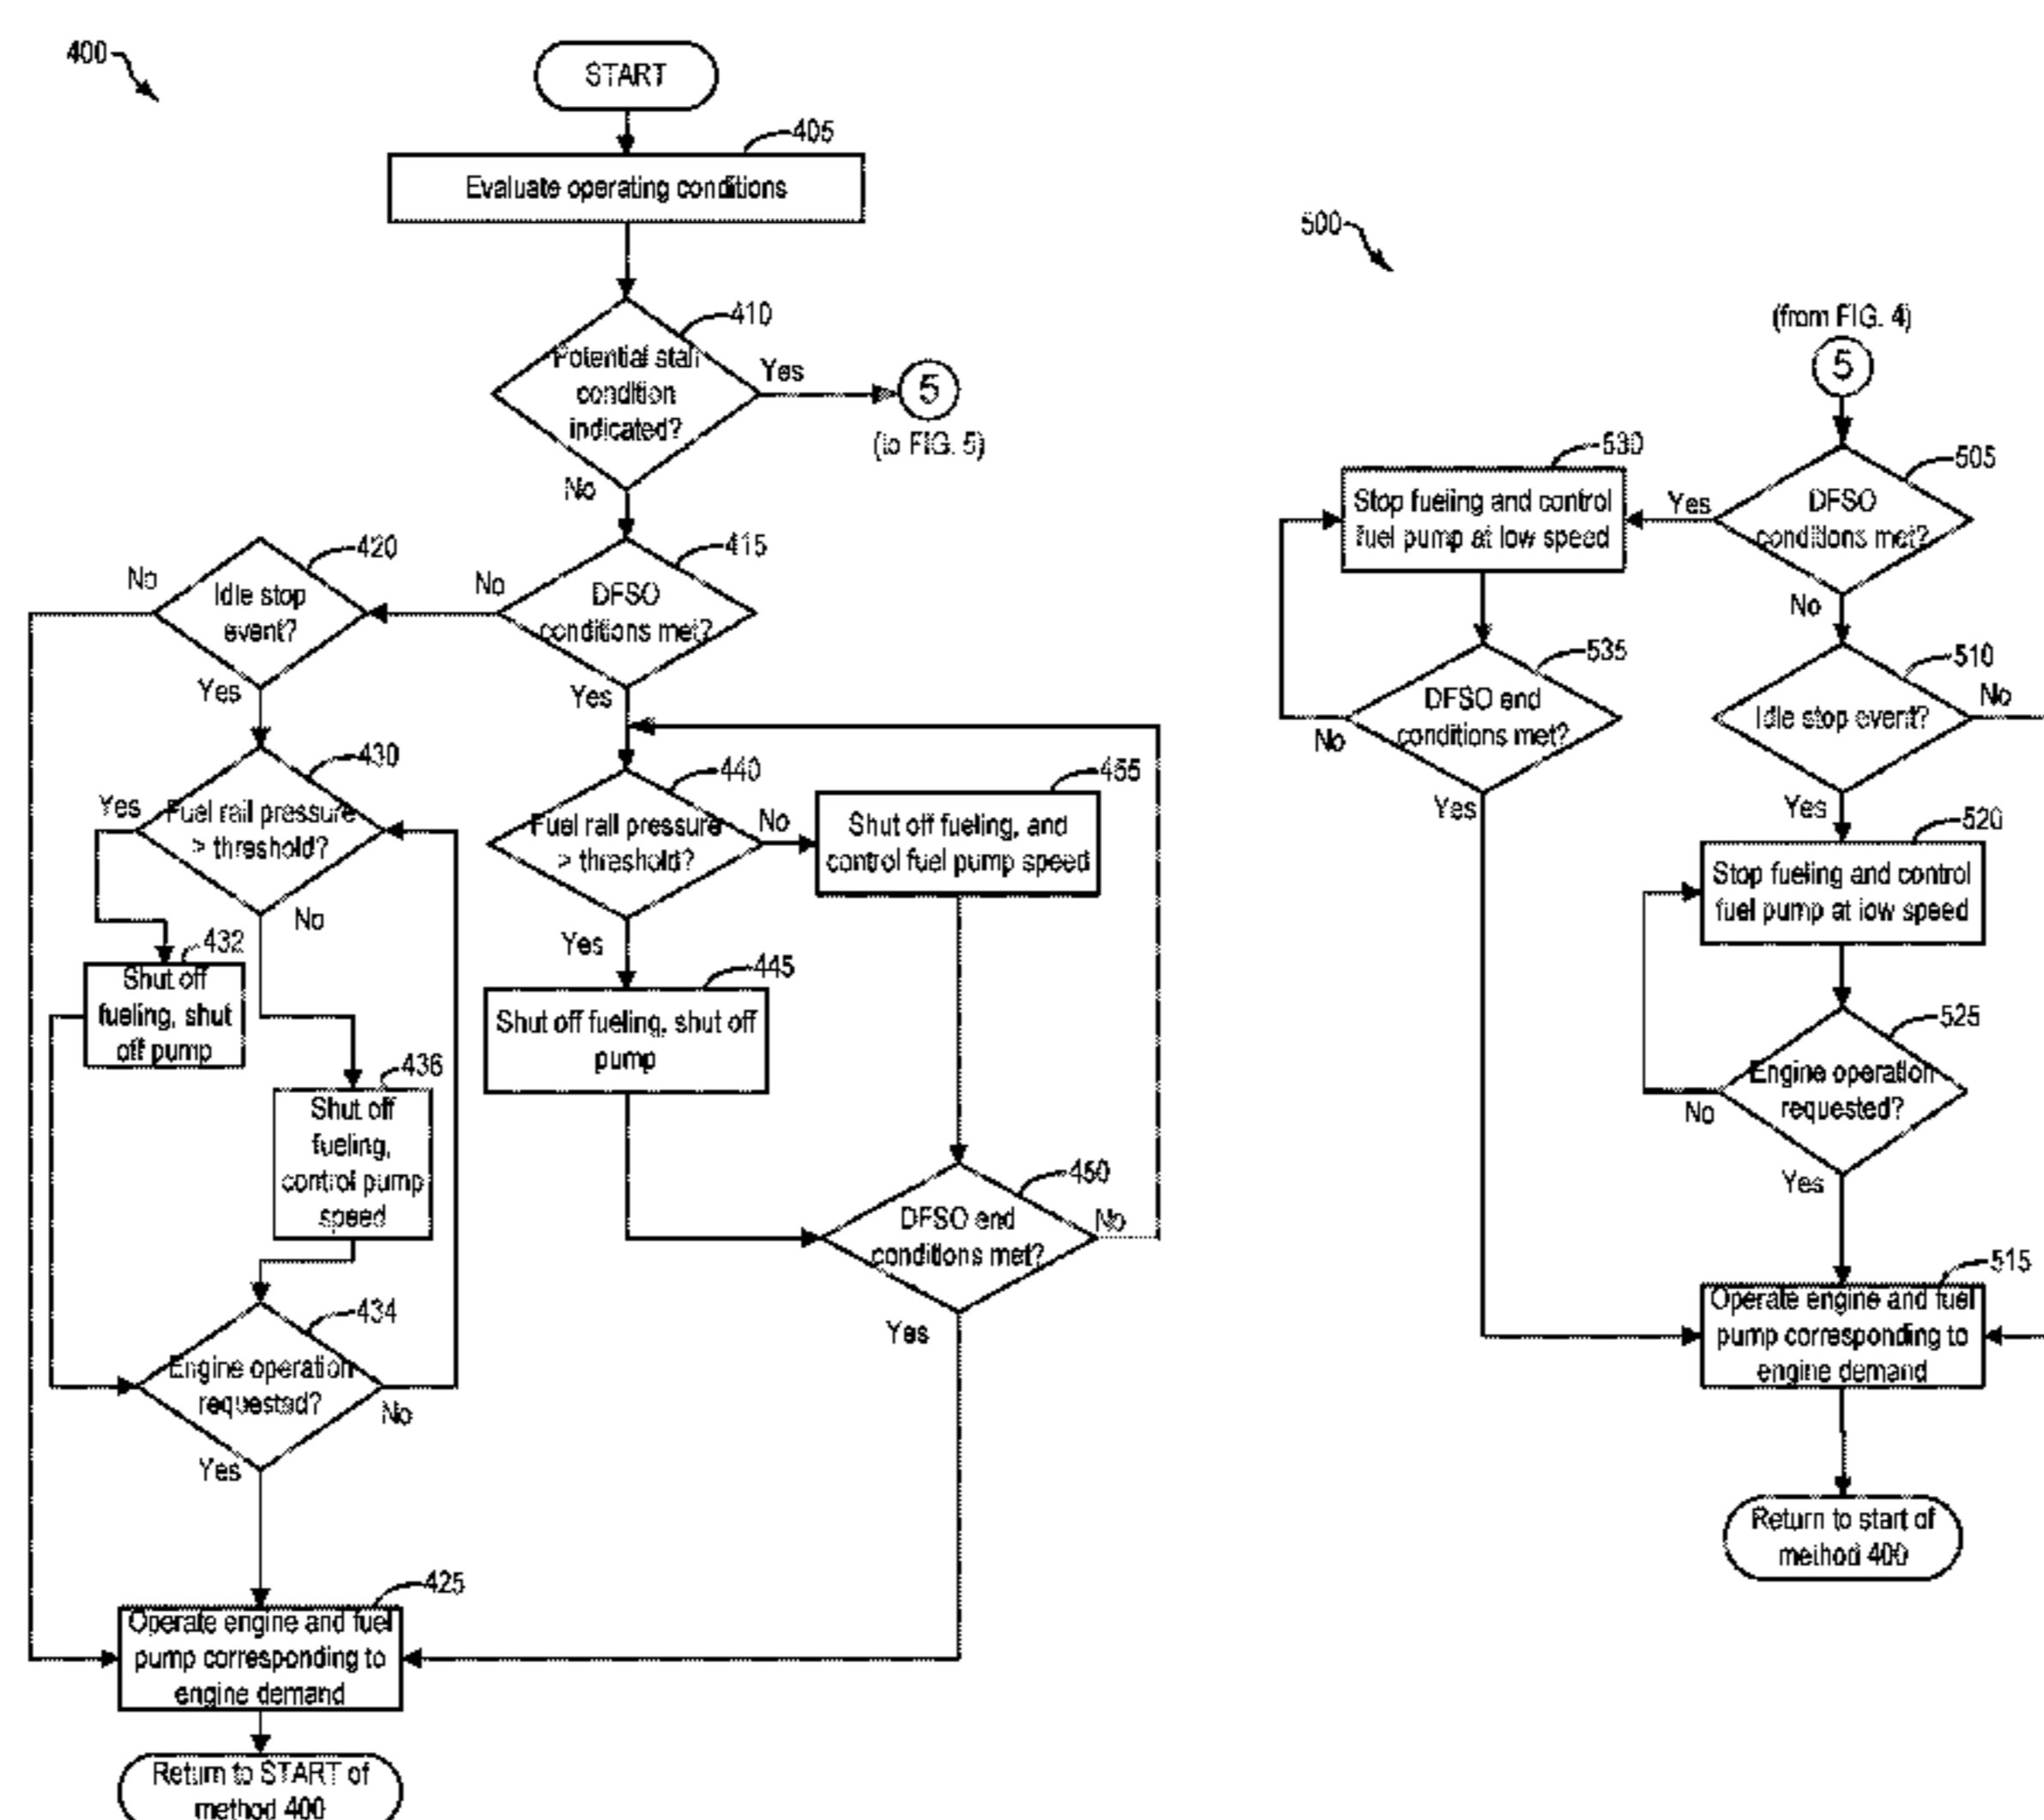 400
START
405
Evaluate operating conditions
410
Potential stall
condition
indicated?
Yes
5
(to FIG. 5)
No
415
DFSO
conditions met?
No
420
Idle stop
event?
No
Yes
Yes
430
Fuel rail pressure
> threshold?
Yes
No
432
Shut off
fueling, shut
off pump
436
Shut off
fueling,
control pump
speed
434
Engine operation
requested?
No
Yes
440
Fuel rail pressure
> threshold?
No
455
Shut off fueling, and
control fuel pump speed
Yes
445
Shut off fueling, shut off
pump
450
DFSO end
conditions met?
No
Yes
425
Operate engine and fuel
pump corresponding to
engine demand
Return to START of
method 400
500
(from FIG. 4)
5
505
DFSO
conditions met?
Yes
530
Stop fueling and control
fuel pump at low speed
No
535
DFSO end
conditions met?
No
Yes
510
Idle stop event?
No
Yes
520
Stop fueling and control
fuel pump at low speed
525
Engine operation
requested?
No
Yes
515
Operate engine and fuel
pump corresponding to
engine demand
Return to start of
method 400